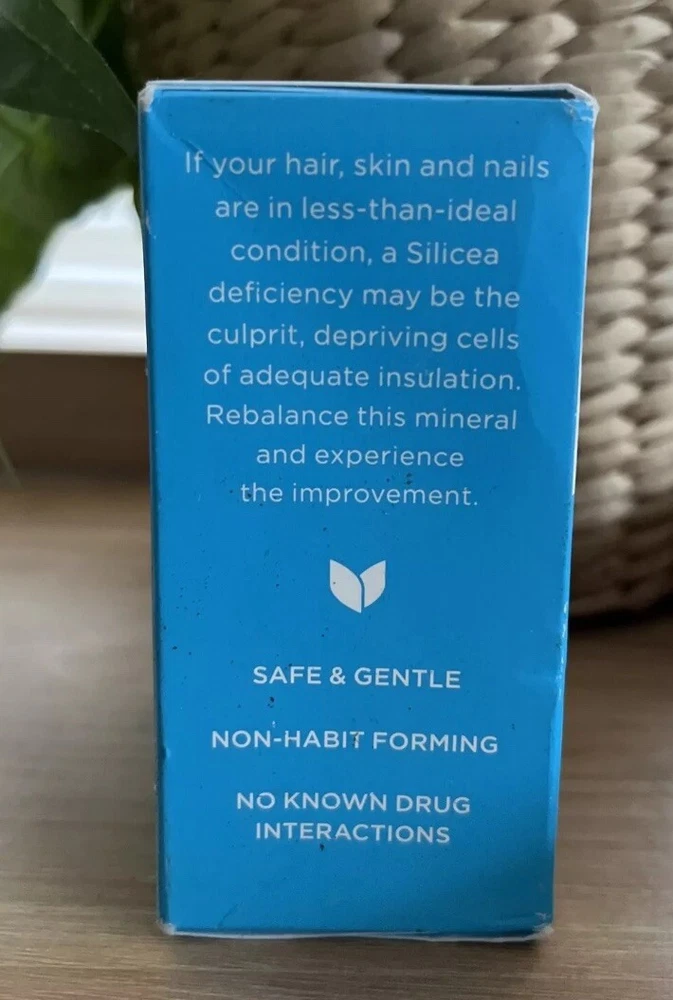 If your hair, skin and nails
are in less-than-ideal
condition, a Silicea
deficiency may be the
culprit, depriving cells
of adequate insulation.
Rebalance this mineral
and experience
the improvement.
SAFE & GENTLE
NON-HABIT FORMING
NO KNOWN DRUG
INTERACTIONS